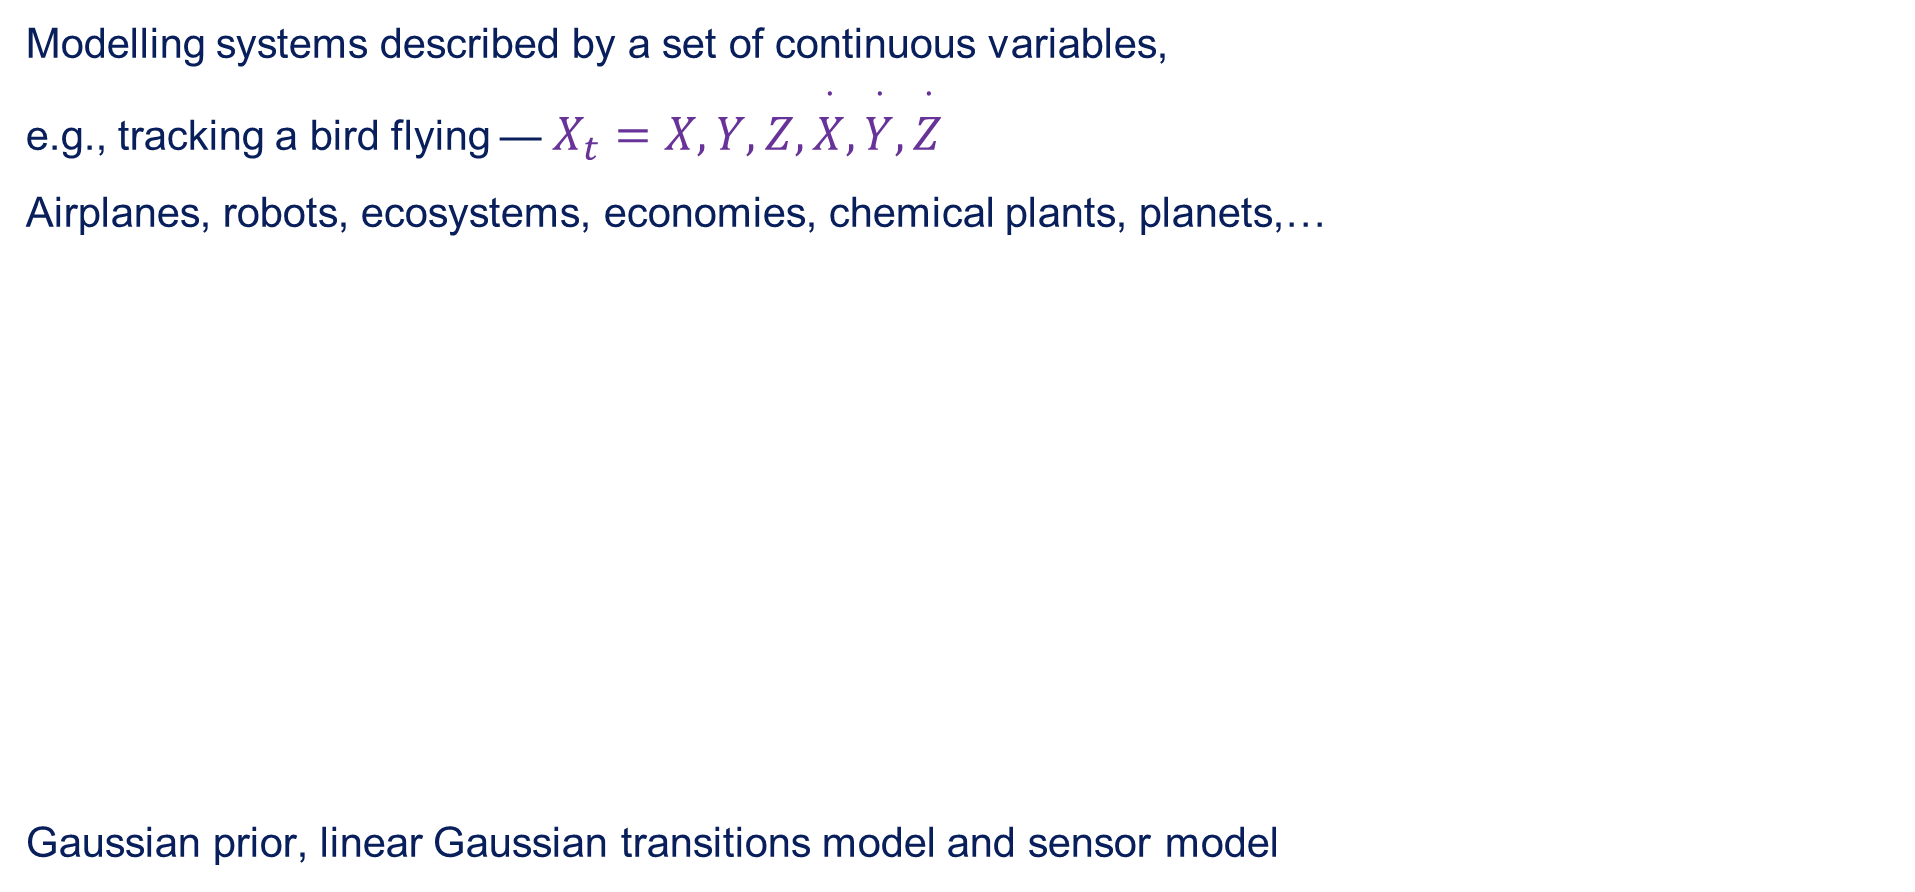 Modelling systems described by a set of continuous variables,
e.g., tracking a bird flying — Xₜ = X, Y, Z, Ẋ, Ẏ, Ż
Airplanes, robots, ecosystems, economies, chemical plants, planets,…
Gaussian prior, linear Gaussian transitions model and sensor model